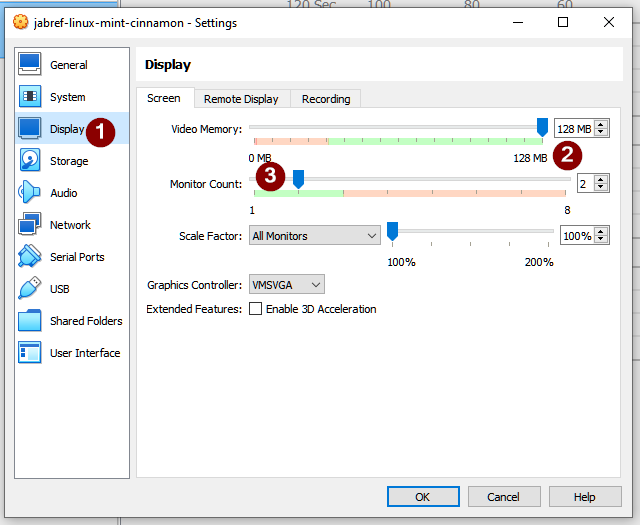 120 Sec 100 80 60
jabref-linux-mint-cinnamon - Settings
General
System
Display
1
Storage
Audio
Network
Serial Ports
USB
Shared Folders
User Interface
Display
Screen Remote Display Recording
Video Memory: 128 MB
0 MB 128 MB 2
3
Monitor Count: 2
1 8
Scale Factor: All Monitors 100%
100% 200%
Graphics Controller: VMSVGA
Extended Features: Enable 3D Acceleration
OK Cancel Help